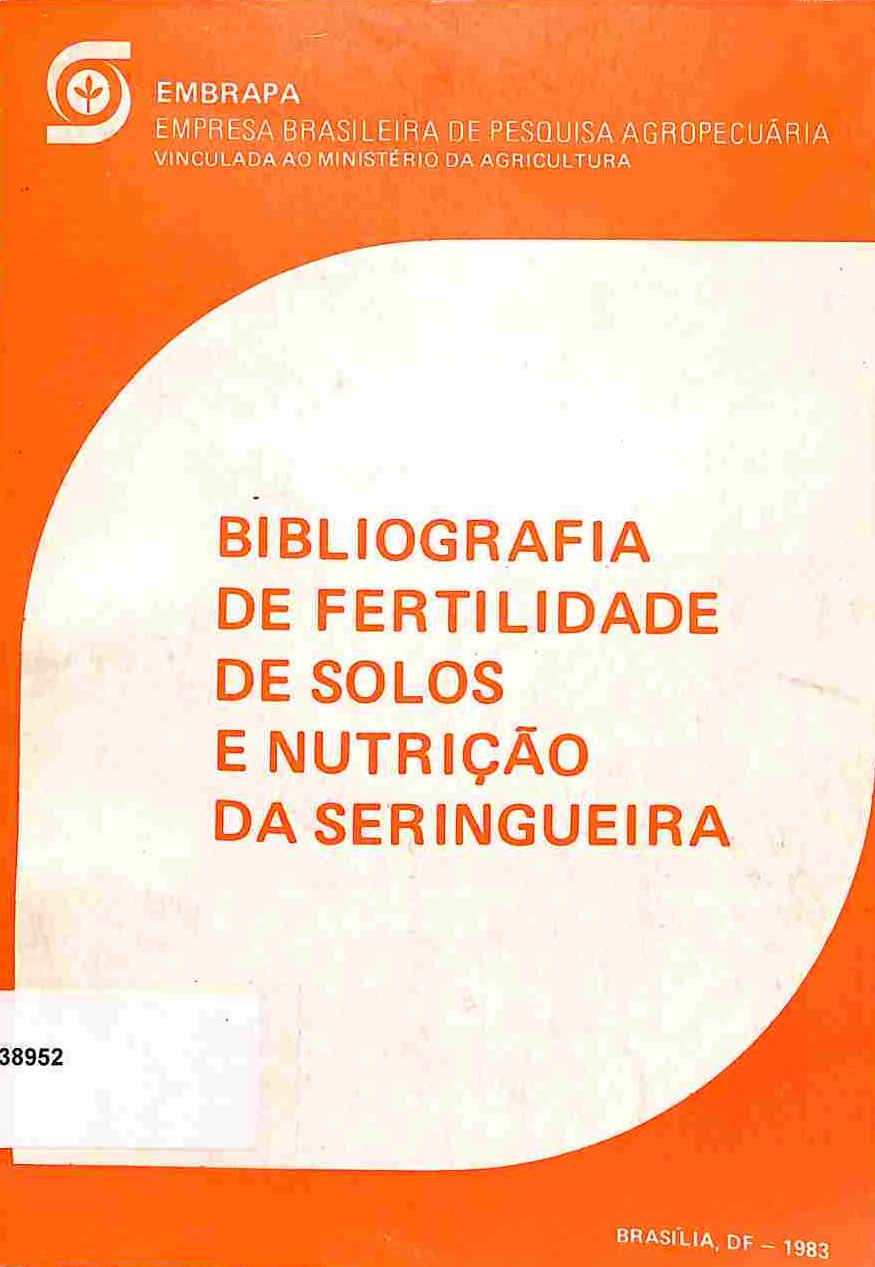 EMBRAPA
EMPRESA BRASILEIRA DE PESQUISA AGROPECUÁRIA
VINCULADA AO MINISTÉRIO DA AGRICULTURA
BIBLIOGRAFIA
DE FERTILIDADE
DE SOLOS
E NUTRIÇÃO
DA SERINGUEIRA
38952
BRASÍLIA, DF – 1983